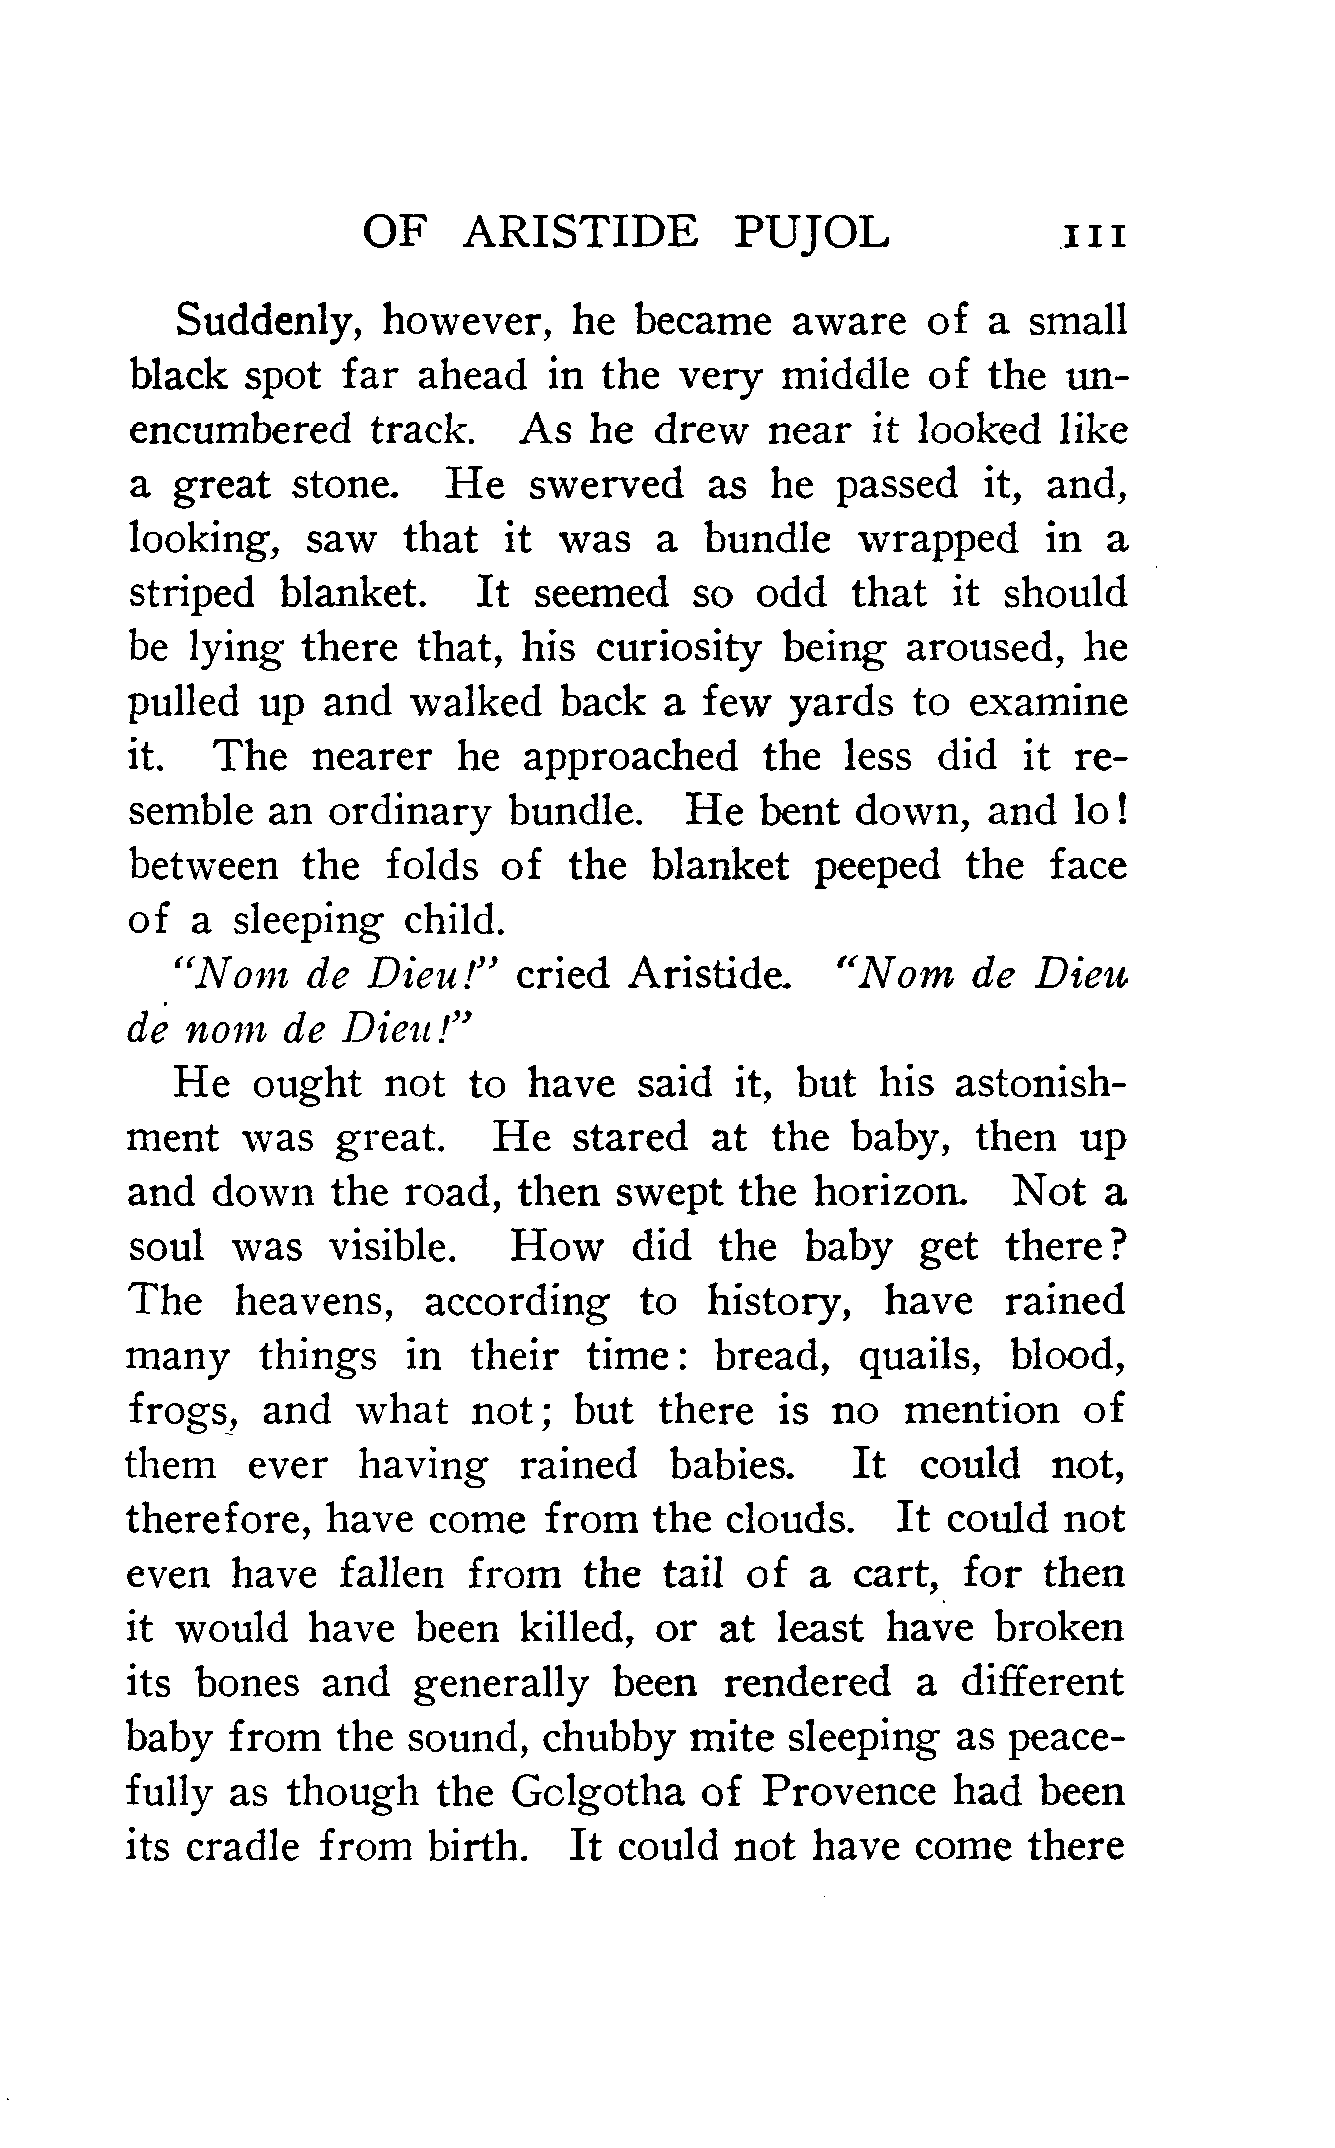 OF ARISTIDE PUJOL 111
Suddenly, however, he became aware of a small
black spot far ahead in the very middle of the un-
encumbered track. As he drew near it looked like
a great stone. He swerved as he passed it, and,
looking, saw that it was a bundle wrapped in a
striped blanket. It seemed so odd that it should
be lying there that, his curiosity being aroused, he
pulled up and walked back a few yards to examine
it. The nearer he approached the less did it re-
semble an ordinary bundle. He bent down, and lo!
between the folds of the blanket peeped the face
of a sleeping child.
"Nom de Dieu!" cried Aristide. "Nom de Dieu
de nom de Dieu!"
He ought not to have said it, but his astonish-
ment was great. He stared at the baby, then up
and down the road, then swept the horizon. Not a
soul was visible. How did the baby get there?
The heavens, according to history, have rained
many things in their time: bread, quails, blood,
frogs, and what not; but there is no mention of
them ever having rained babies. It could not,
therefore, have come from the clouds. It could not
even have fallen from the tail of a cart, for then
it would have been killed, or at least have broken
its bones and generally been rendered a different
baby from the sound, chubby mite sleeping as peace-
fully as though the Golgotha of Provence had been
its cradle from birth. It could not have come there